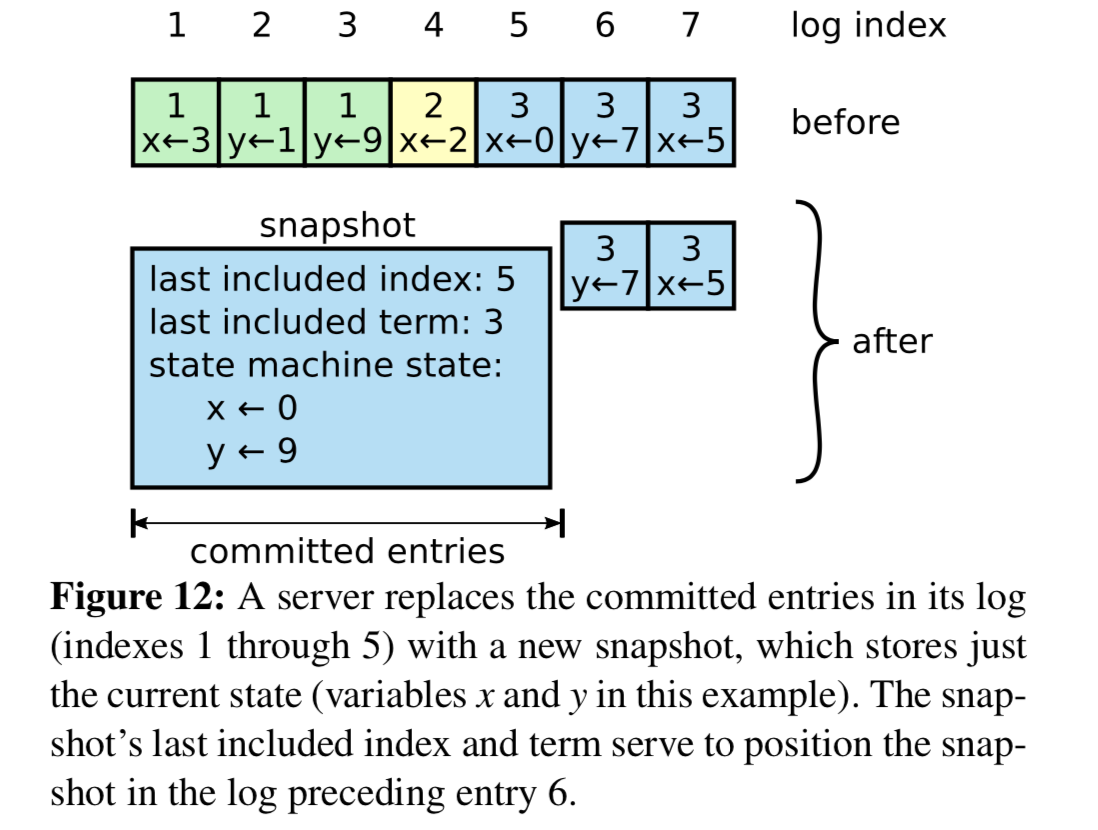 1 2 3 4 5 6 7 log index
1 1 1 2 3 3 3
x←3 y←1 y←9 x←2 x←0 y←7 x←5
before
snapshot
last included index: 5
last included term: 3
state machine state:
x ← 0
y ← 9
3 3
y←7 x←5
after
committed entries
Figure 12: A server replaces the committed entries in its log
(indexes 1 through 5) with a new snapshot, which stores just
the current state (variables x and y in this example). The snap-
shot’s last included index and term serve to position the snap-
shot in the log preceding entry 6.